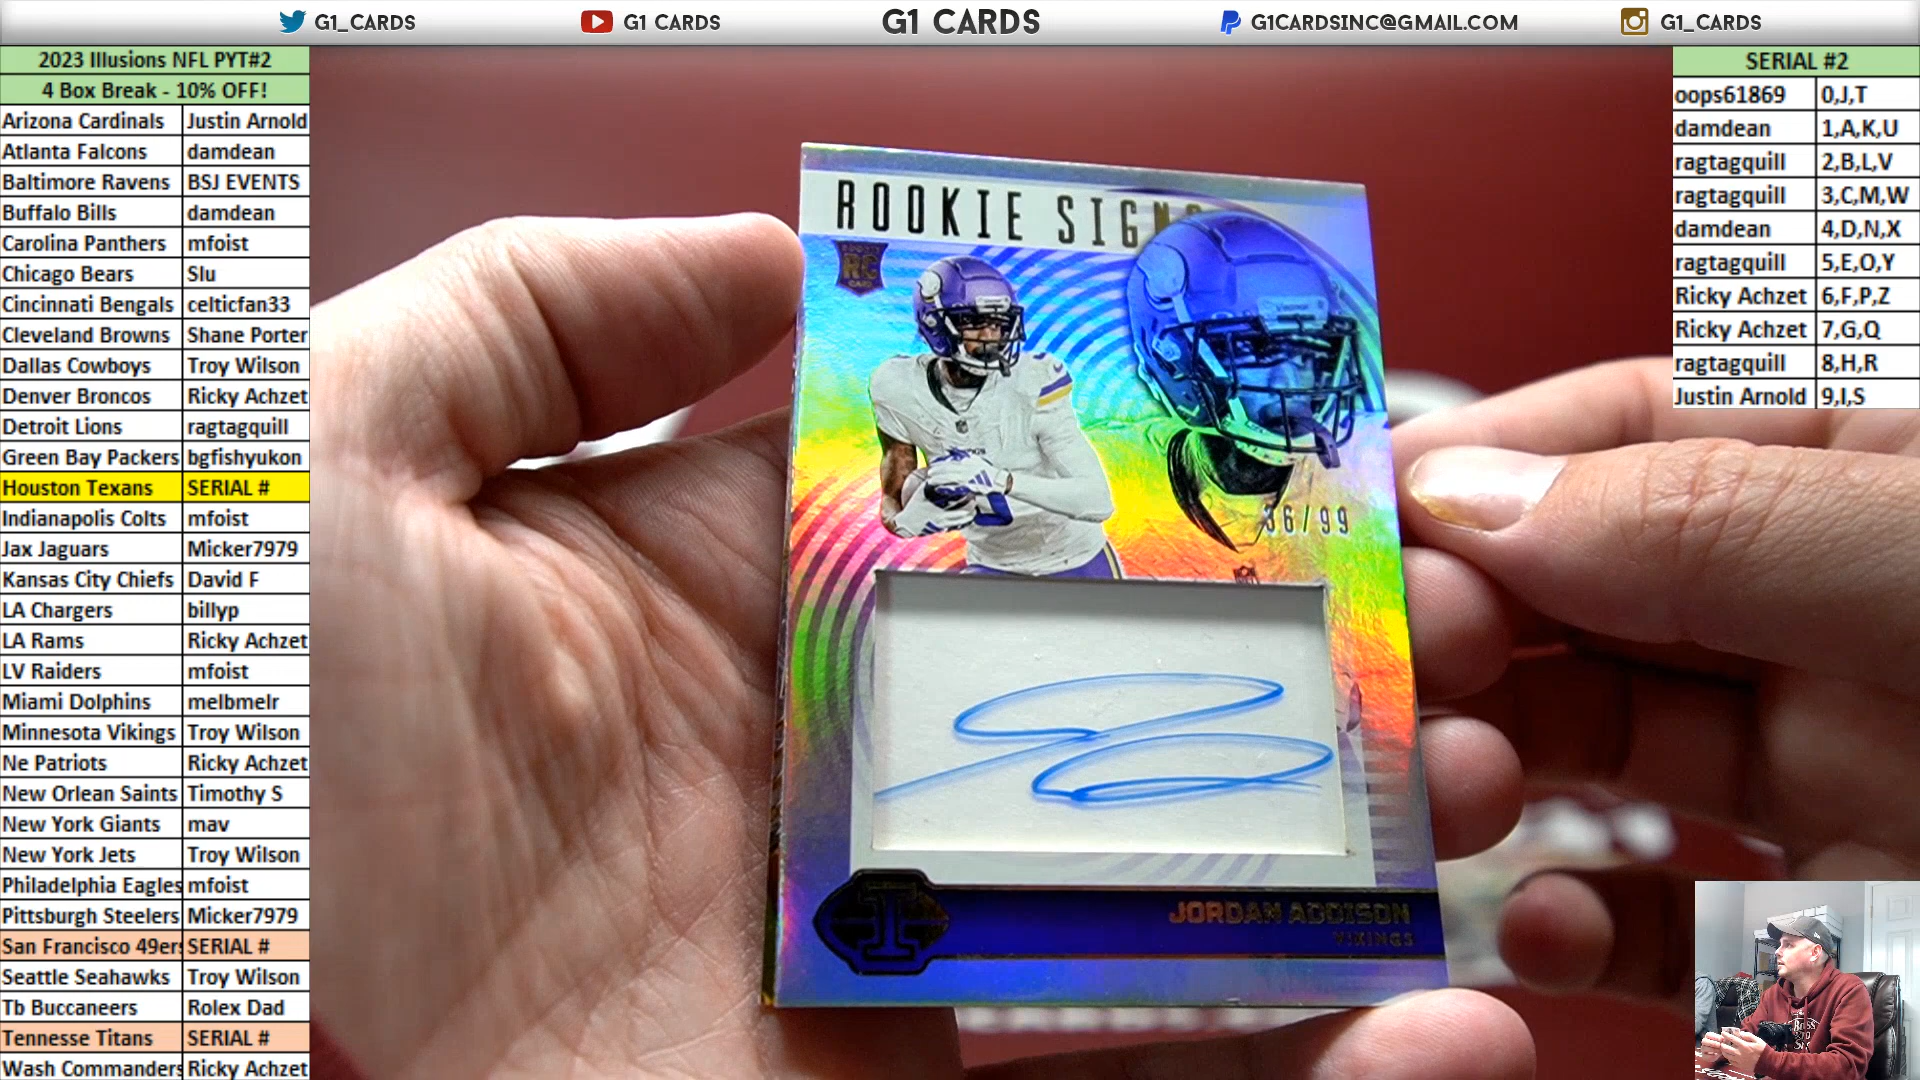 G1_CARDS G1 CARDS G1 CARDS G1CARDSINC@GMAIL.COM G1_CARDS
2023 Illusions NFL PYT#2
4 Box Break - 10% OFF!
Arizona Cardinals Justin Arnold
Atlanta Falcons damdean
Baltimore Ravens BSJ EVENTS
Buffalo Bills damdean
Carolina Panthers mfoist
Chicago Bears Slu
Cincinnati Bengals celticfan33
Cleveland Browns Shane Porter
Dallas Cowboys Troy Wilson
Denver Broncos Ricky Achzet
Detroit Lions ragtagquill
Green Bay Packers bgfishyukon
Houston Texans SERIAL #
Indianapolis Colts mfoist
Jax Jaguars Micker7979
Kansas City Chiefs David F
LA Chargers billyp
LA Rams Ricky Achzet
LV Raiders mfoist
Miami Dolphins melbmelr
Minnesota Vikings Troy Wilson
Ne Patriots Ricky Achzet
New Orlean Saints Timothy S
New York Giants mav
New York Jets Troy Wilson
Philadelphia Eagles mfoist
Pittsburgh Steelers Micker7979
San Francisco 49ers SERIAL #
Seattle Seahawks Troy Wilson
Tb Buccaneers Rolex Dad
Tennesse Titans SERIAL #
Wash Commanders Ricky Achzet
ROOKIE SIGNS
RC
36/99
JORDAN ADDISON
VIKINGS
SERIAL #2
oops61869 0,J,T
damdean 1,A,K,U
ragtagquill 2,B,L,V
ragtagquill 3,C,M,W
damdean 4,D,N,X
ragtagquill 5,E,O,Y
Ricky Achzet 6,F,P,Z
Ricky Achzet 7,G,Q
ragtagquill 8,H,R
Justin Arnold 9,I,S